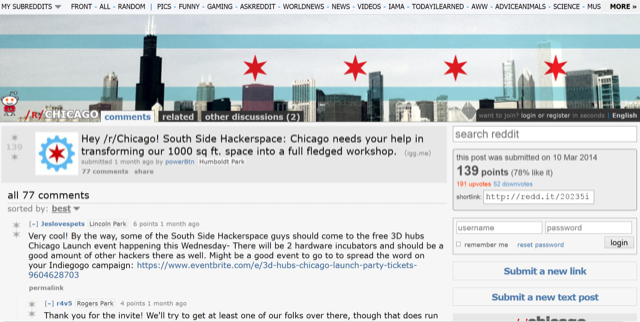 MY SUBREDDITS ▾ FRONT - ALL - RANDOM | PICS - FUNNY - GAMING - ASKREDDIT - WORLDNEWS - NEWS - VIDEOS - IAMA - TODAYILEARNED - AWW - ADVICEANIMALS - SCIENCE - MUS MORE »
/R/CHICAGO comments related other discussions (2)
want to join? login or register in seconds | English
139
Hey /r/Chicago! South Side Hackerspace: Chicago needs your help in
transforming our 1000 sq ft. space into a full fledged workshop. (igg.me)
submitted 1 month ago by power8tn Humboldt Park
77 comments share
search reddit
this post was submitted on 10 Mar 2014
139 points (78% like it)
191 upvotes 52 downvotes
shortlink: http://redd.it/20235i
username password
remember me reset password login
Submit a new link
Submit a new text post
/r/chicago
all 77 comments
sorted by: best ▾
[–] Jeslovespets Lincoln Park 6 points 1 month ago
Very cool! By the way, some of the South Side Hackerspace guys should come to the free 3D hubs
Chicago Launch event happening this Wednesday- There will be 2 hardware incubators and should be a
good amount of other hackers there as well. Might be a good event to go to to spread the word on
your Indiegogo campaign: https://www.eventbrite.com/e/3d-hubs-chicago-launch-party-tickets-
9604628703
permalink
[–] r4v5 Rogers Park 4 points 1 month ago
Thank you for the invite! We'll try to get at least one of our folks over there, though that does run